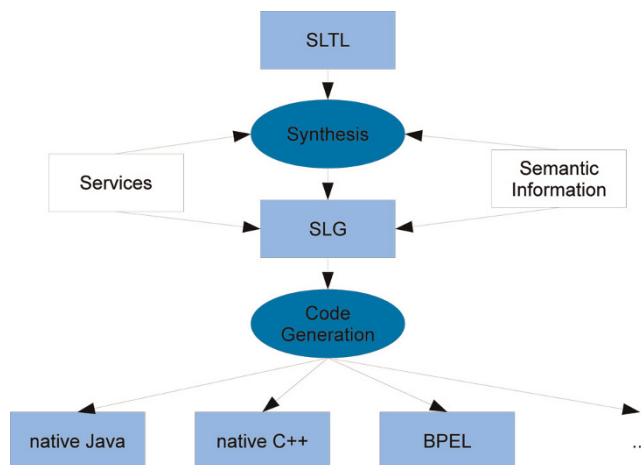 SLTL
Synthesis
Services
Semantic
Information
SLG
Code
Generation
native Java
native C++
BPEL
...